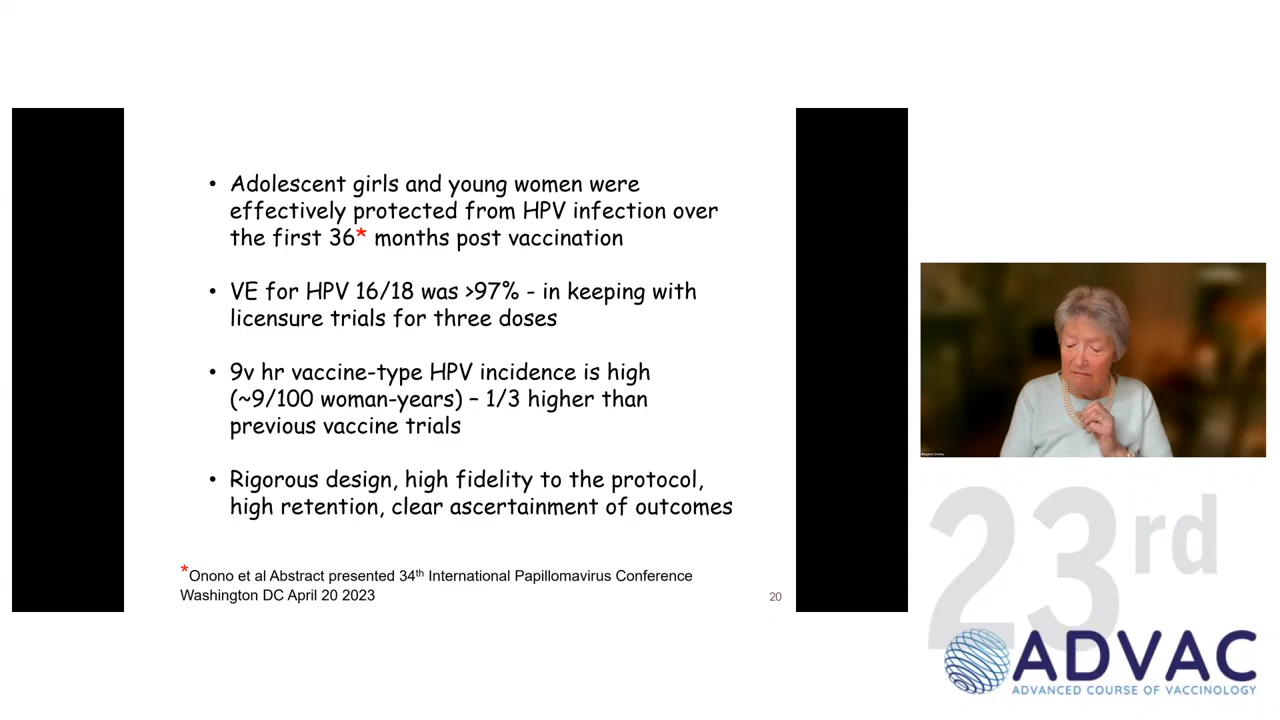 • Adolescent girls and young women were
effectively protected from HPV infection over
the first 36* months post vaccination
• VE for HPV 16/18 was >97% - in keeping with
licensure trials for three doses
• 9v hr vaccine-type HPV incidence is high
(~9/100 woman-years) – 1/3 higher than
previous vaccine trials
• Rigorous design, high fidelity to the protocol,
high retention, clear ascertainment of outcomes
*Onono et al Abstract presented 34th International Papillomavirus Conference
Washington DC April 20 2023
20
23rd
ADVAC
ADVANCED COURSE OF VACCINOLOGY